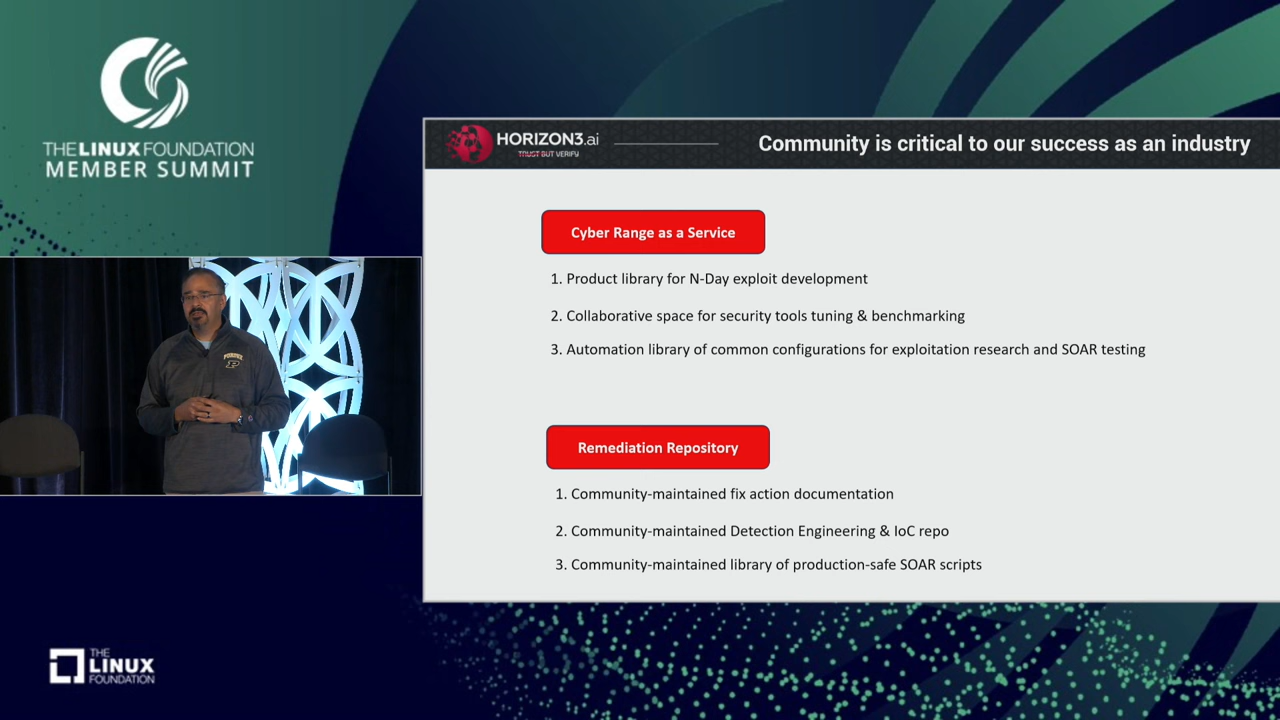 THE LINUX FOUNDATION
MEMBER SUMMIT
HORIZON3.ai
TRUST BUT VERIFY
Community is critical to our success as an industry
Cyber Range as a Service
1. Product library for N-Day exploit development
2. Collaborative space for security tools tuning & benchmarking
3. Automation library of common configurations for exploitation research and SOAR testing
PURDUE
P
Remediation Repository
1. Community-maintained fix action documentation
2. Community-maintained Detection Engineering & IoC repo
3. Community-maintained library of production-safe SOAR scripts
THE
LINUX
FOUNDATION